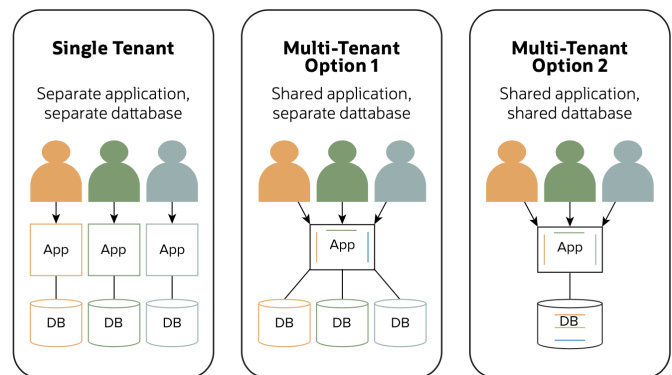 Single Tenant
Separate application,
separate dattabase
App
App
App
DB
DB
DB
Multi-Tenant
Option 1
Shared application,
separate dattabase
App
DB
DB
DB
Multi-Tenant
Option 2
Shared application,
shared dattabase
App
DB